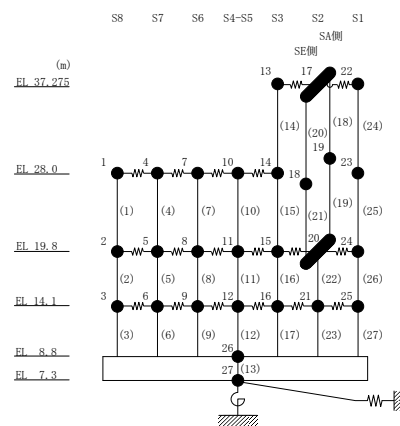 S8 S7 S6 S4-S5 S3 S2 S1
SA側
SE側
(m)
13 17 22
EL 37.275
(14) (20) (18) (24)
19
1 4 7 10 14 23
EL 28.0
18
(1) (4) (7) (10) (15) (21) (19) (25)
2 5 8 11 15 20 24
EL 19.8
(2) (5) (8) (11) (16) (22) (26)
3 6 9 12 16 21 25
EL 14.1
(3) (6) (9) (12) (17) (23) (27)
26
EL 8.8
27 (13)
EL 7.3